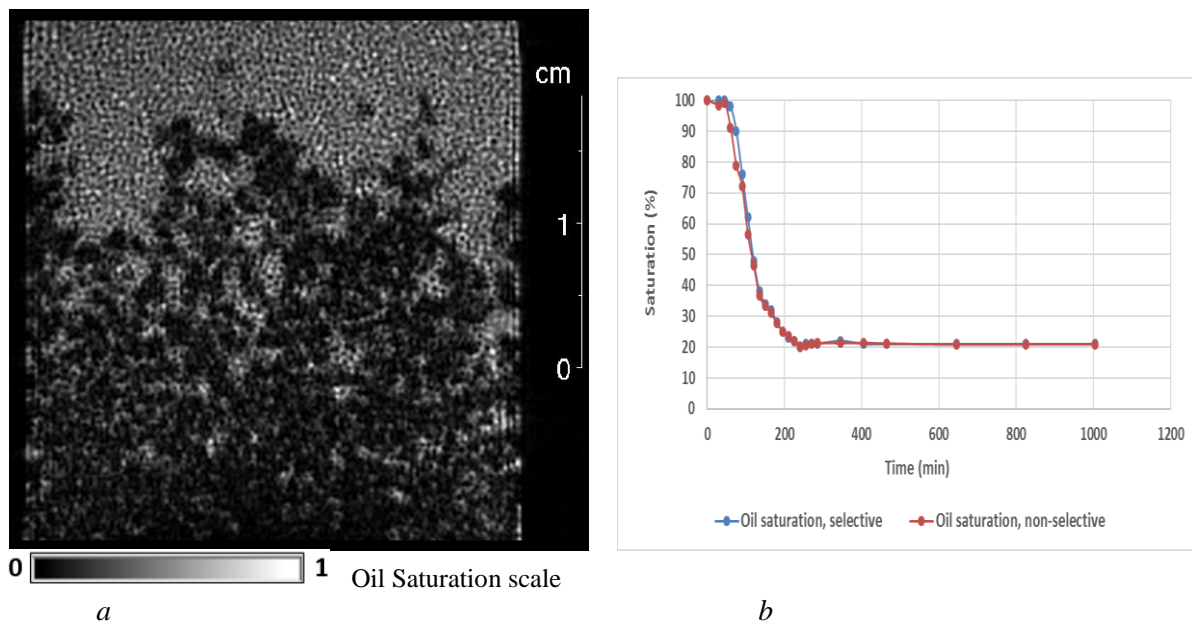 cm
1
0
0 1 Oil Saturation scale
a
100
90
80
70
60
50
40
30
20
10
0
Saturation (%)
0 200 400 600 800 1000 1200
Time (min)
Oil saturation, selective Oil saturation, non-selective
b